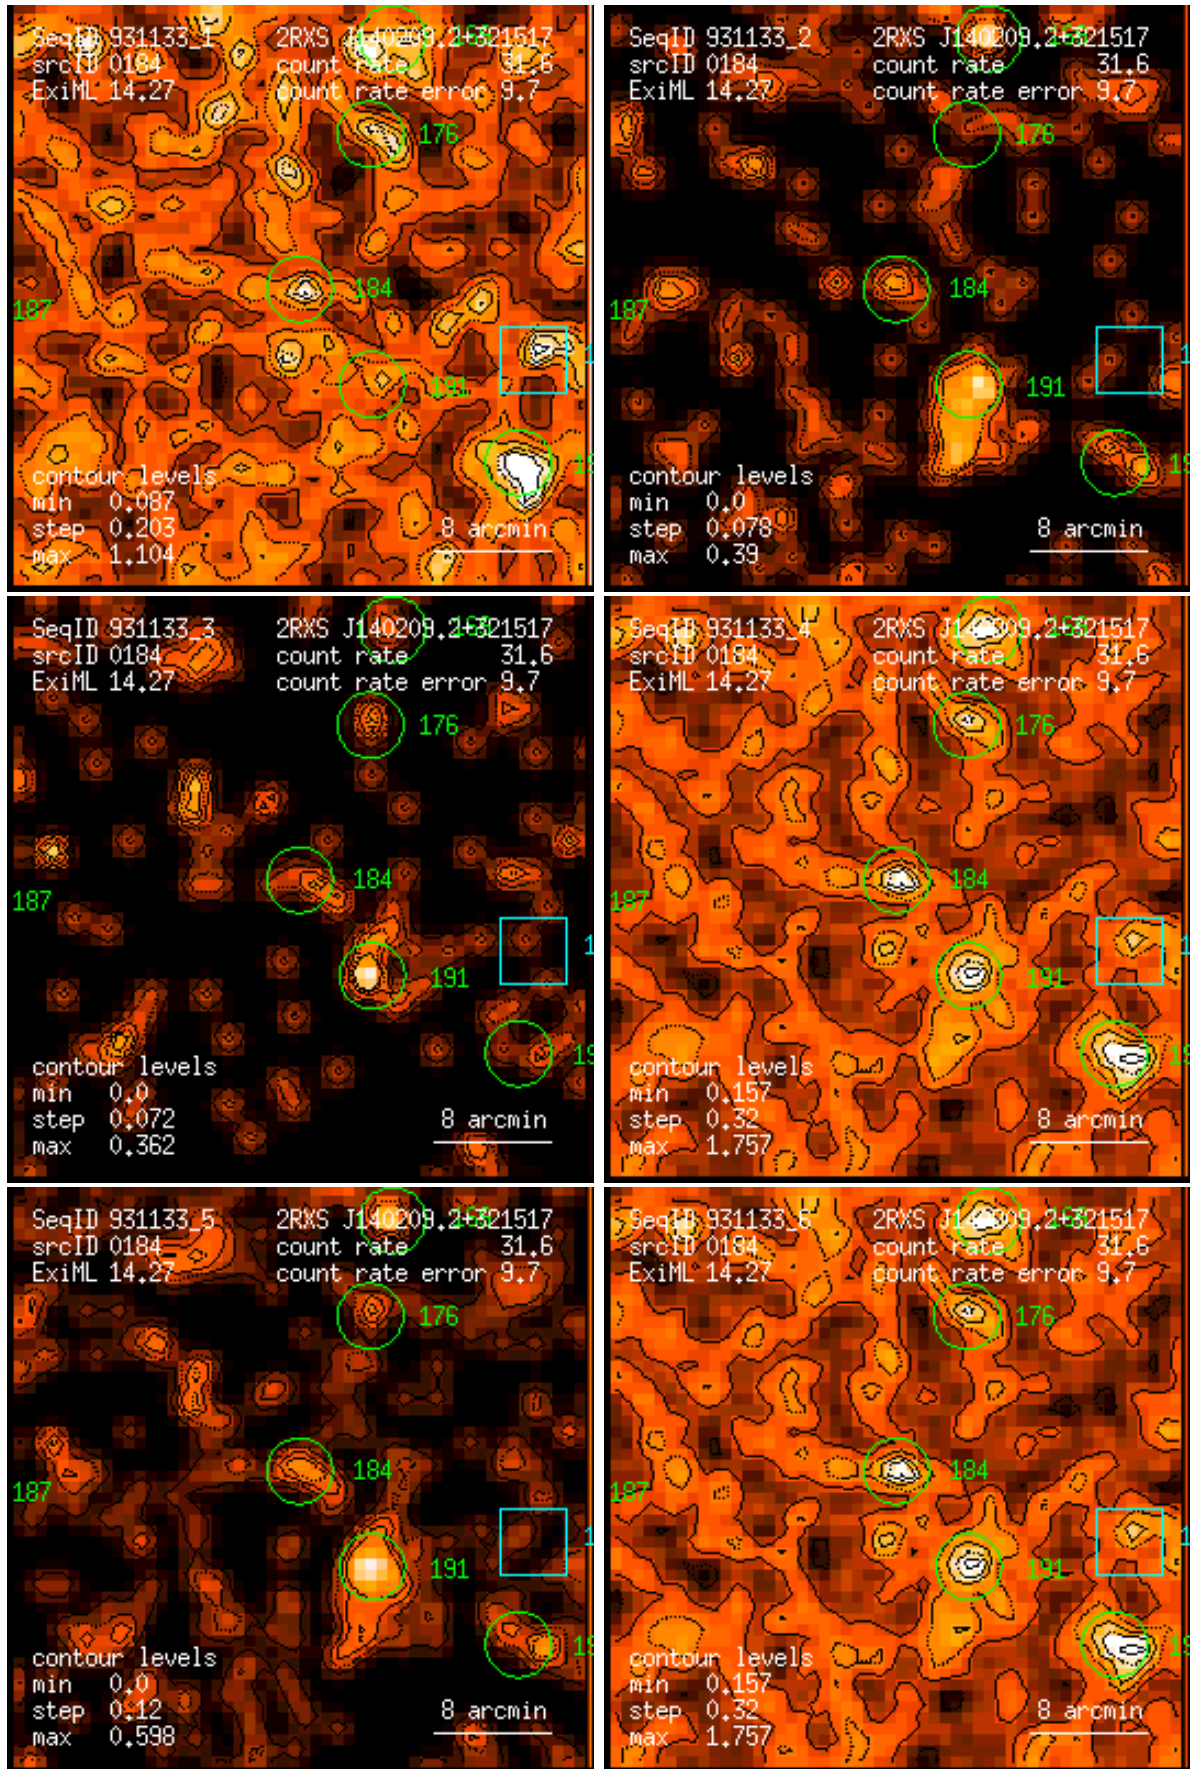 SeqID 931133_1 2RXS J140209.2+321517
srcID 0184 count rate 31.6
ExiML 14.27 count rate error 9.7
176
184
187
191
contour levels
min 0.087
step 0.203
max 1.104
8 arcmin
SeqID 931133_2 2RXS J140209.2+321517
srcID 0184 count rate 31.6
ExiML 14.27 count rate error 9.7
176
184
187
191
contour levels
min 0.0
step 0.078
max 0.39
8 arcmin
SeqID 931133_3 2RXS J140209.2+321517
srcID 0184 count rate 31.6
ExiML 14.27 count rate error 9.7
176
184
187
191
contour levels
min 0.0
step 0.072
max 0.362
8 arcmin
SeqID 931133_4 2RXS J140209.2+321517
srcID 0184 count rate 31.6
ExiML 14.27 count rate error 9.7
176
184
187
191
contour levels
min 0.157
step 0.32
max 1.757
8 arcmin
SeqID 931133_5 2RXS J140209.2+321517
srcID 0184 count rate 31.6
ExiML 14.27 count rate error 9.7
176
184
187
191
contour levels
min 0.0
step 0.12
max 0.598
8 arcmin
SeqID 931133_6 2RXS J140209.2+321517
srcID 0184 count rate 31.6
ExiML 14.27 count rate error 9.7
176
184
187
191
contour levels
min 0.157
step 0.32
max 1.757
8 arcmin